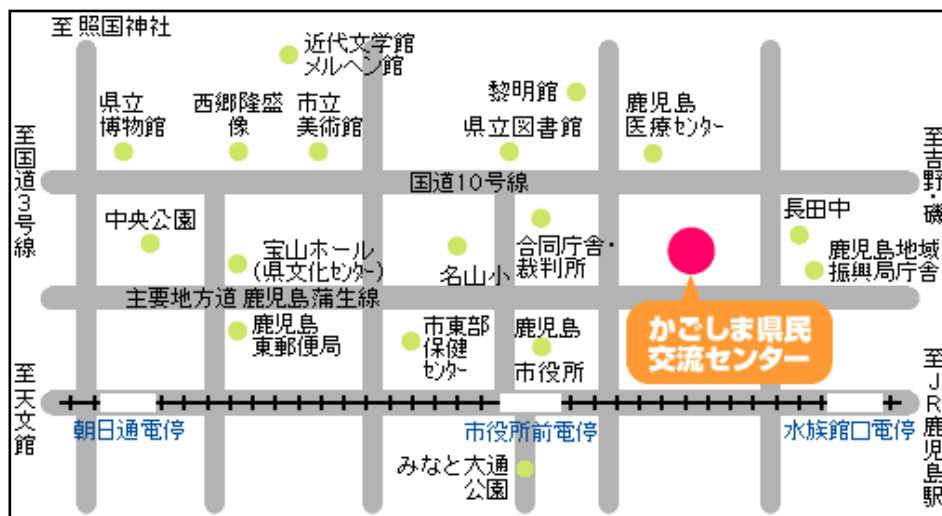 至 照国神社
近代文学館
メルヘン館
県立
博物館
西郷隆盛
像
市立
美術館
黎明館
県立図書館
鹿児島
医療センター
至国道3号線
至吉野・磯
国道10号線
中央公園
宝山ホール
(県文化センター)
名山小
合同庁舎・
裁判所
長田中
鹿児島地域
振興局庁舎
主要地方道 鹿児島蒲生線
かごしま県民
交流センター
鹿児島
東郵便局
市東部
保健
センター
鹿児島
市役所
至天文館
至JR鹿児島駅
朝日通電停
市役所前電停
水族館口電停
みなと大通
公園